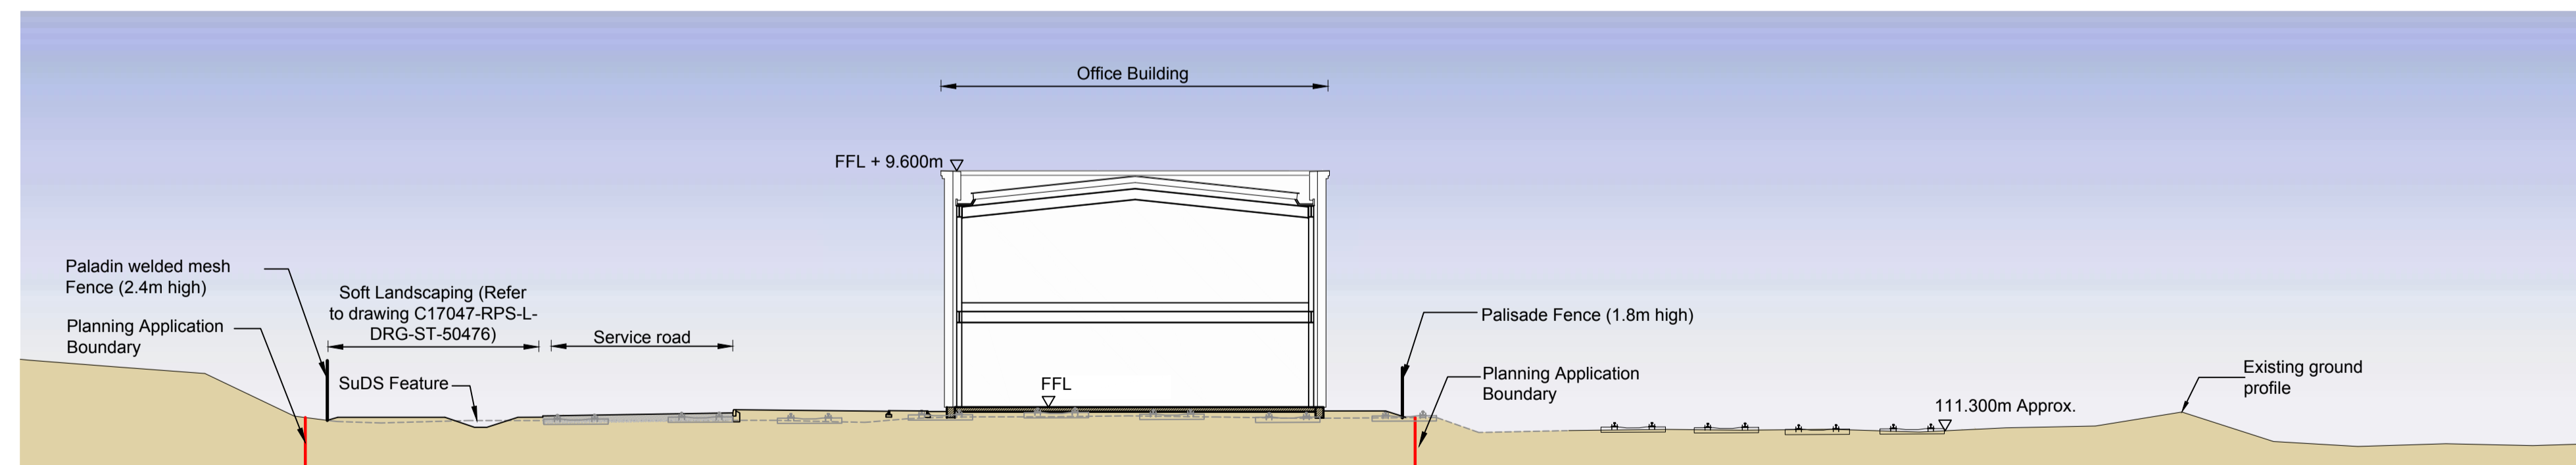 Office Building
FFL + 9.600m
Paladin welded mesh
Fence (2.4m high)
Soft Landscaping (Refer
to drawing C17047-RPS-L-
DRG-ST-50476)
Planning Application
Boundary
Service road
SuDS Feature
FFL
Palisade Fence (1.8m high)
Planning Application
Boundary
111.300m Approx.
Existing ground
profile